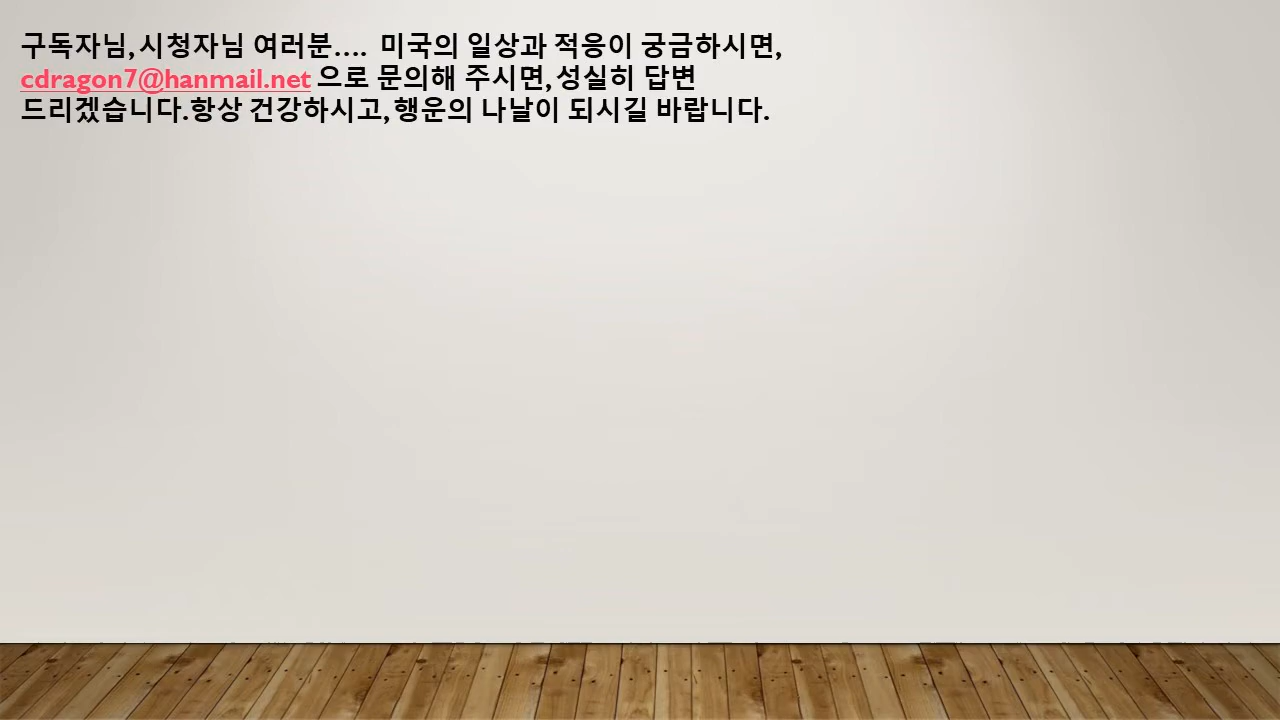 구독자님, 시청자님 여러분.... 미국의 일상과 적응이 궁금하시면,
cdragon7@hanmail.net 으로 문의해 주시면, 성실히 답변
드리겠습니다.항상 건강하시고, 행운의 나날이 되시길 바랍니다.